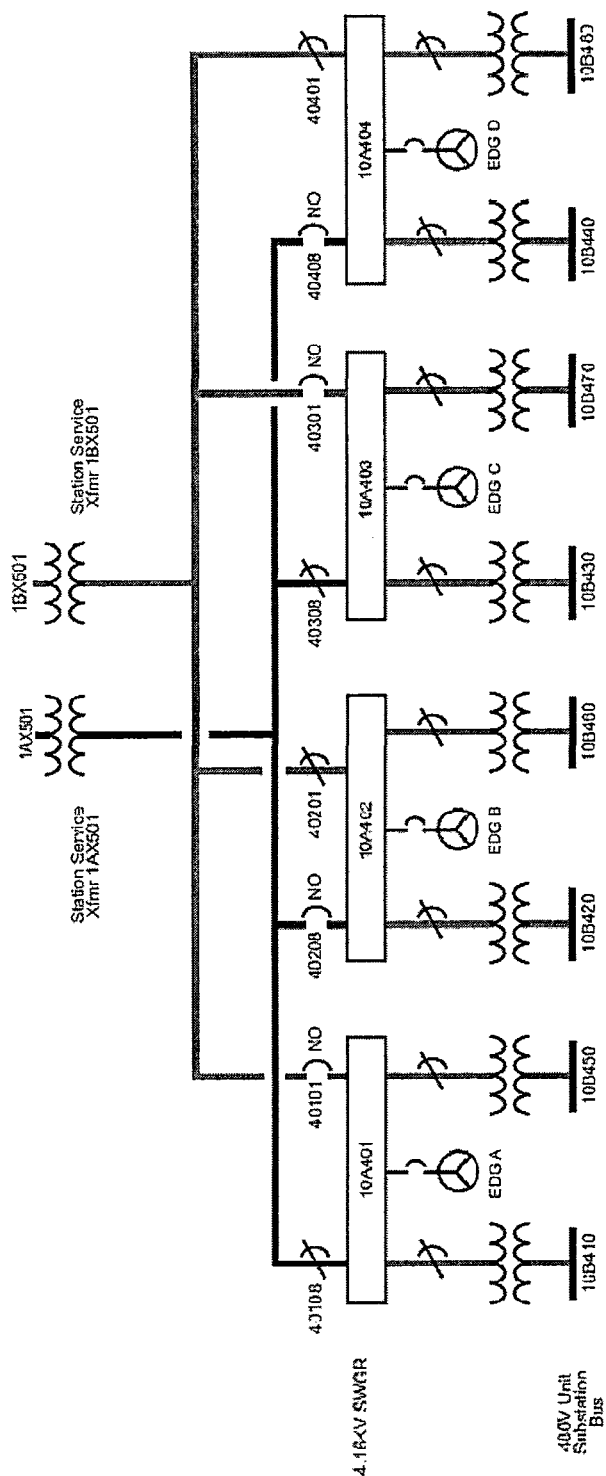 1AX501
1BX501
Station Service
Xfmr 1AX501
Station Service
Xfmr 1BX501
40108
40101
NO
40208
NO
40201
40308
40301
NO
40408
NO
40401
4.16KV SWGR
10A401
10A402
10A403
10A404
EDG A
EDG B
EDG C
EDG D
480V Unit
Substation
Bus
10B410
10B450
10B420
10B460
10B430
10B470
10B440
10B480